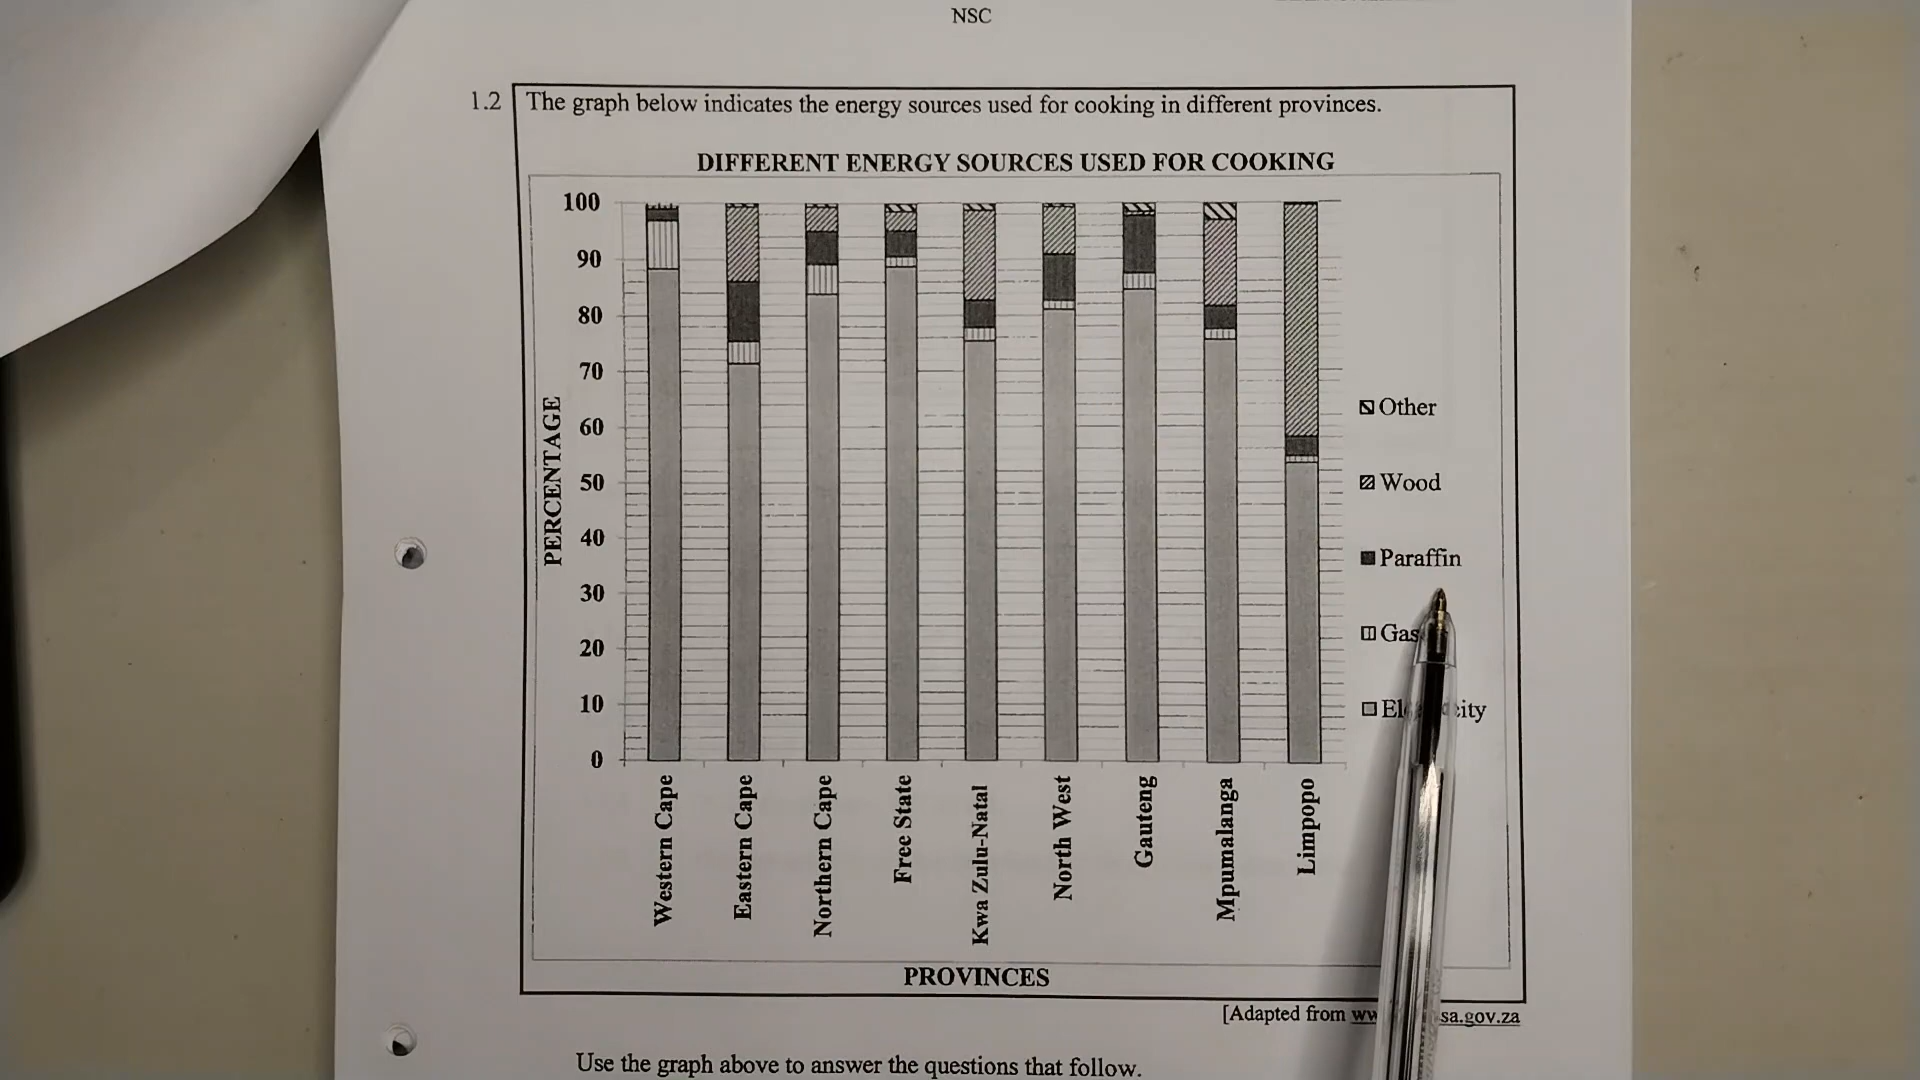 NSC
1.2 The graph below indicates the energy sources used for cooking in different provinces.
DIFFERENT ENERGY SOURCES USED FOR COOKING
100
90
80
70
60
50
40
30
20
10
0
PERCENTAGE
Other
Wood
Paraffin
Gas
Western Cape
Eastern Cape
Northern Cape
Free State
Kwa Zulu-Natal
North West
Gauteng
Mpumalanga
Limpopo
PROVINCES
[Adapted from sa.gov.za
Use the graph above to answer the questions that follow.